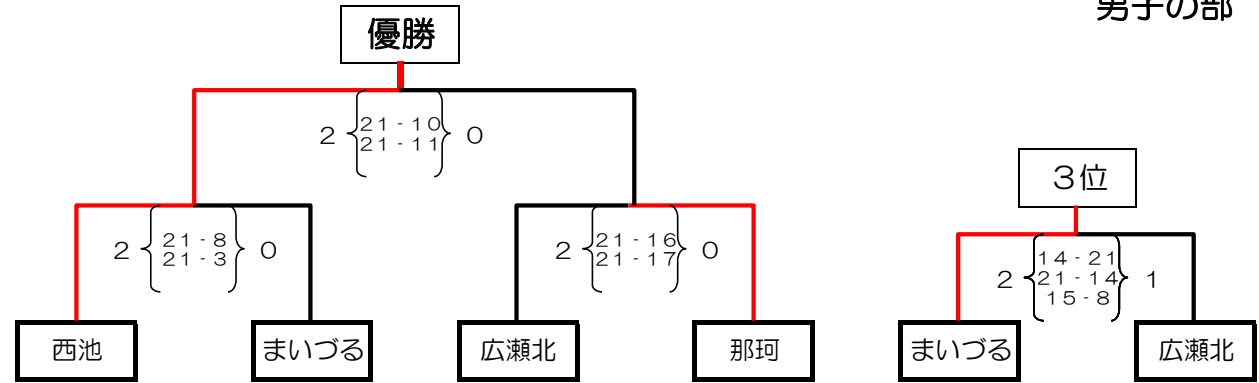 男子の部
優勝
2 21-10 0
21-11
2 21-8 0
21-3
2 21-16 0
21-17
西池 まいづる 広瀬北 那珂
3位
2 14-21 1
21-14
15-8
まいづる 広瀬北